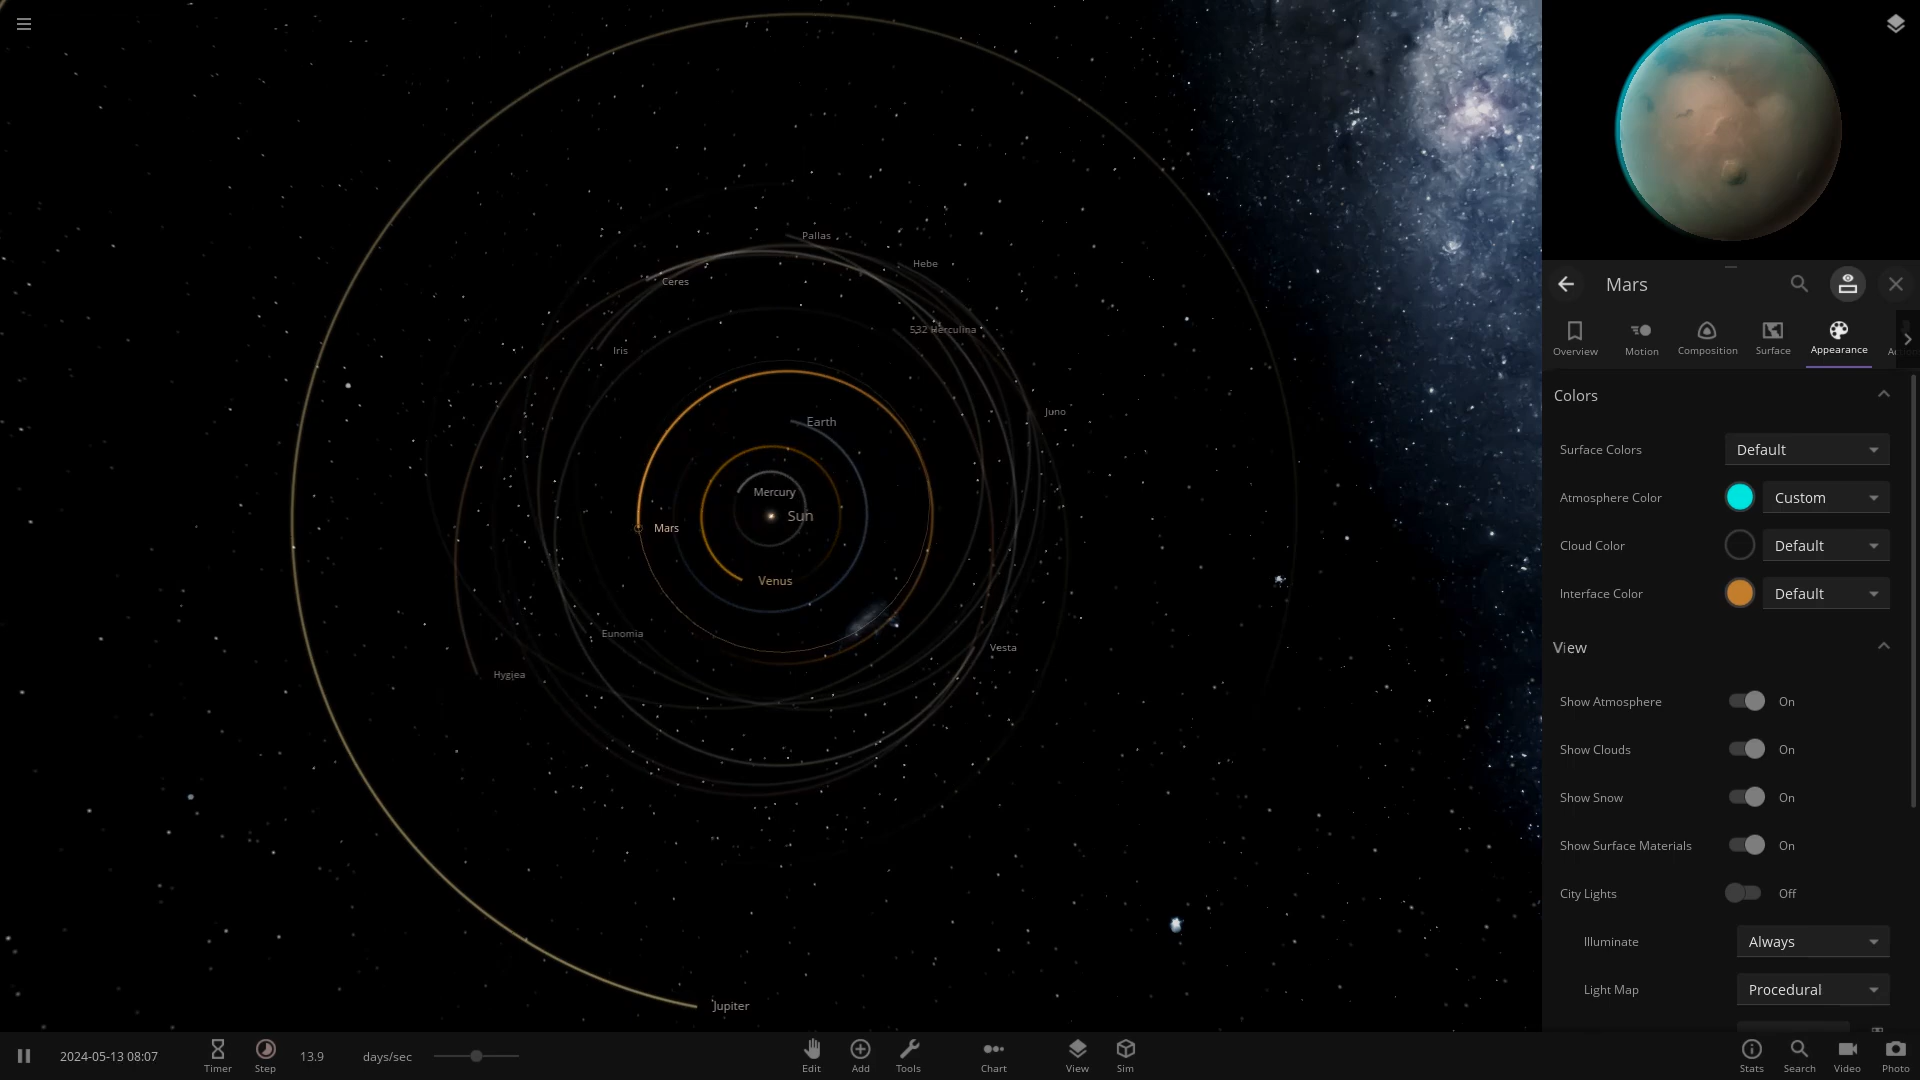 Pallas
Hebe
Ceres
532 Herculina
Iris
Juno
Earth
Mercury
Sun
Mars
Venus
Eunomia
Vesta
Hygiea
Jupiter
Mars
Overview
Motion
Composition
Surface
Appearance
Colors
Surface Colors Default
Atmosphere Color Custom
Cloud Color Default
Interface Color Default
View
Show Atmosphere On
Show Clouds On
Show Snow On
Show Surface Materials On
City Lights Off
Illuminate Always
Light Map Procedural
2024-05-13 08:07
Timer
Step
13.9 days/sec
Edit
Add
Tools
Chart
View
Sim
Stats
Search
Video
Photo